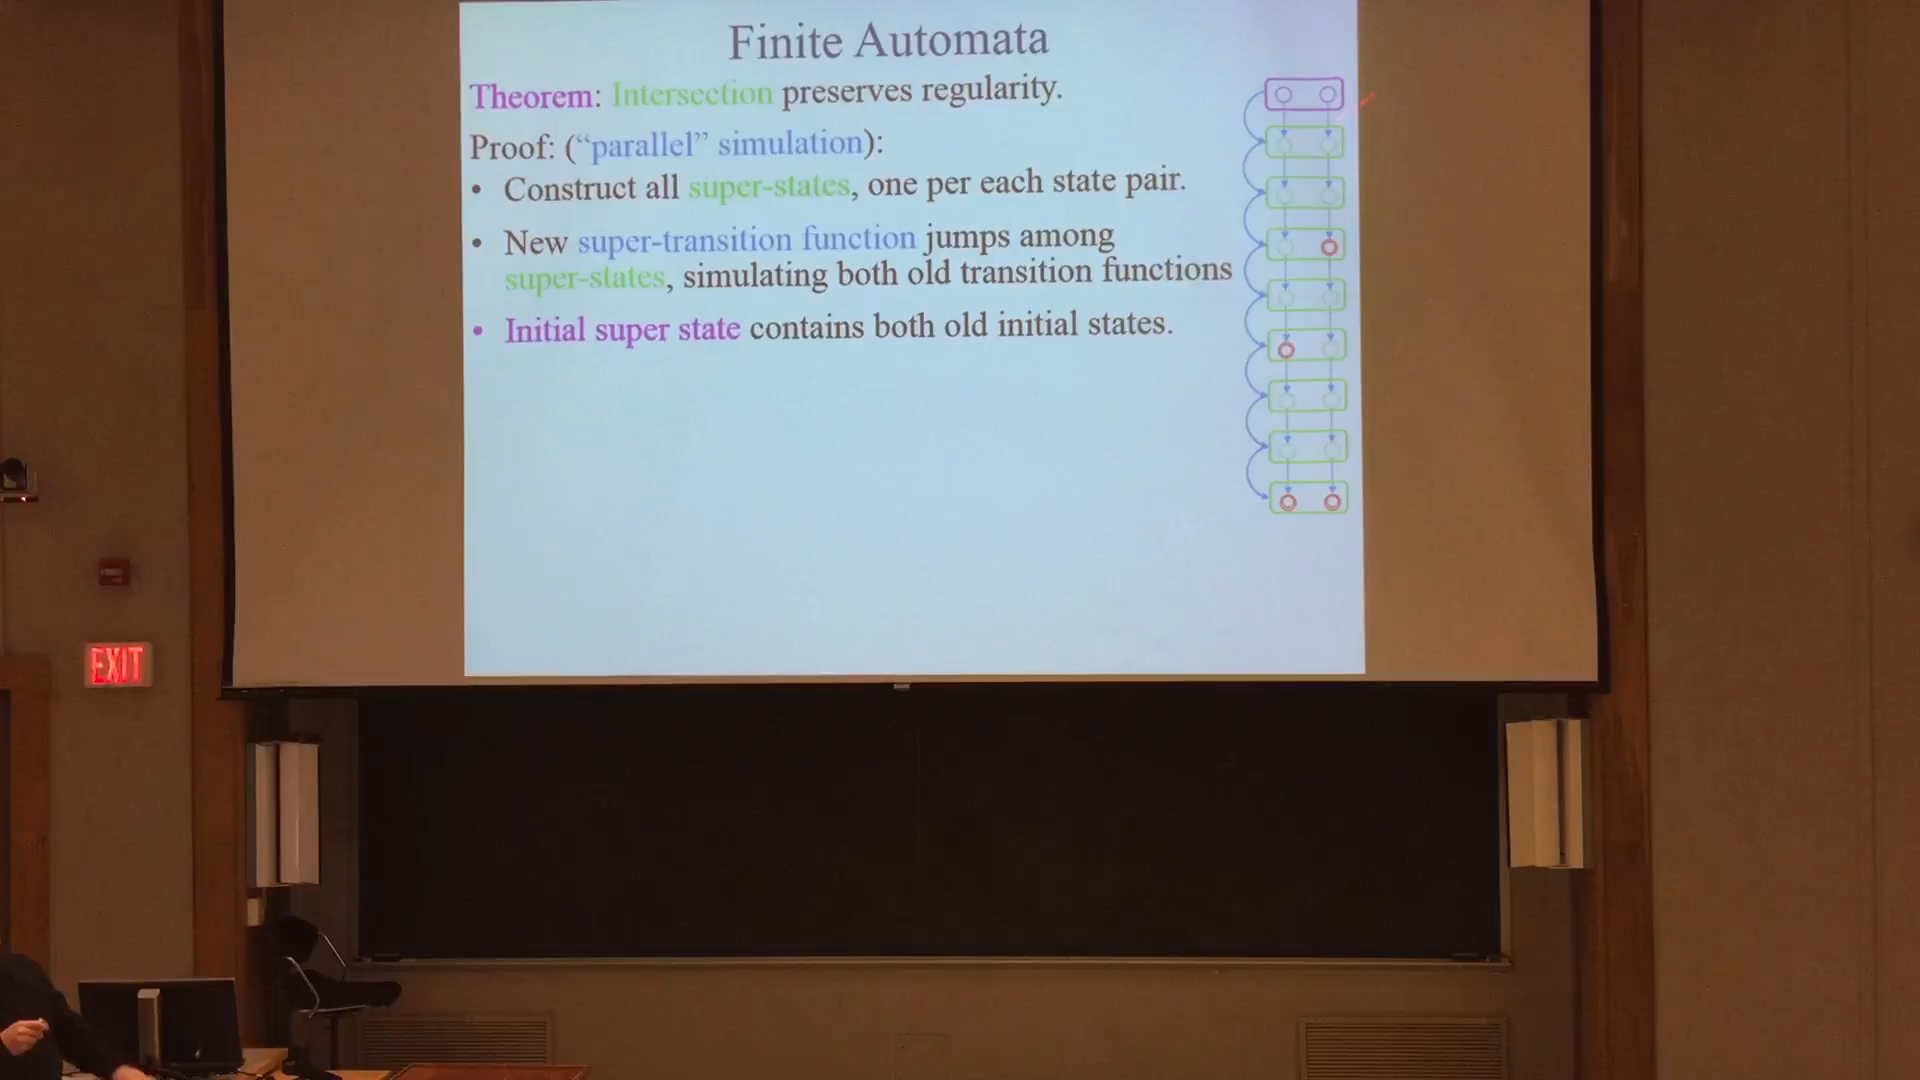 Finite Automata
Theorem: Intersection preserves regularity.
Proof: (“parallel” simulation):
• Construct all super-states, one per each state pair.
• New super-transition function jumps among
super-states, simulating both old transition functions
• Initial super state contains both old initial states.
EXIT